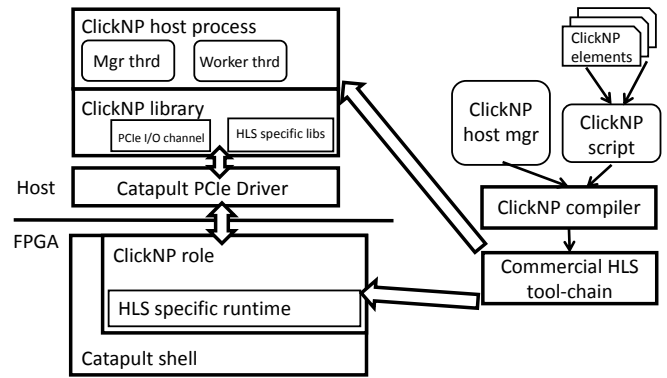 ClickNP host process
Mgr thrd
Worker thrd
ClickNP library
PCIe I/O channel
HLS specific libs
Host
Catapult PCIe Driver
FPGA
ClickNP role
HLS specific runtime
Catapult shell
ClickNP
elements
ClickNP
host mgr
ClickNP
script
ClickNP compiler
Commercial HLS
tool-chain